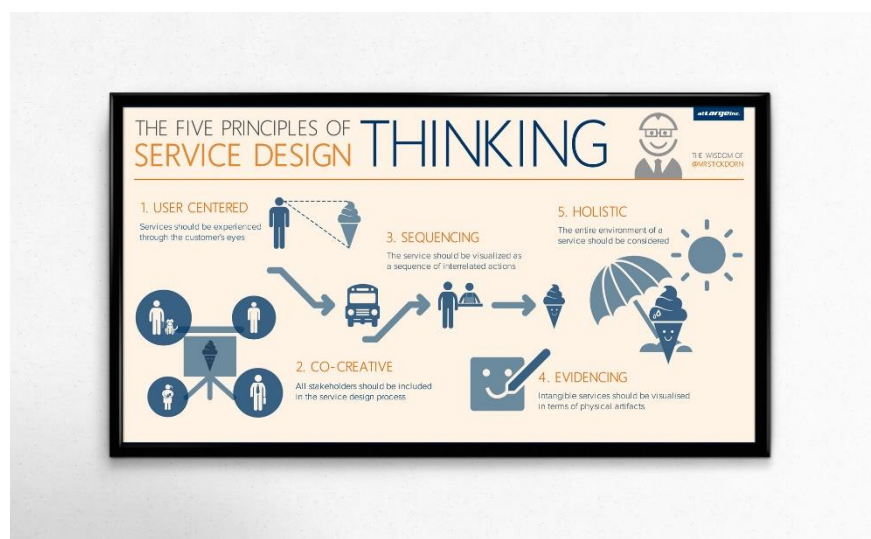 THE FIVE PRINCIPLES OF
SERVICE DESIGN THINKING
atLargeinc.
THE WISDOM OF
@MRSTICKDORN
1. USER CENTERED
Services should be experienced
through the customer's eyes
2. CO-CREATIVE
All stakeholders should be included
in the service design process
3. SEQUENCING
The service should be visualized as
a sequence of interrelated actions
4. EVIDENCING
Intangible services should be visualised
in terms of physical artifacts
5. HOLISTIC
The entire environment of a
service should be considered